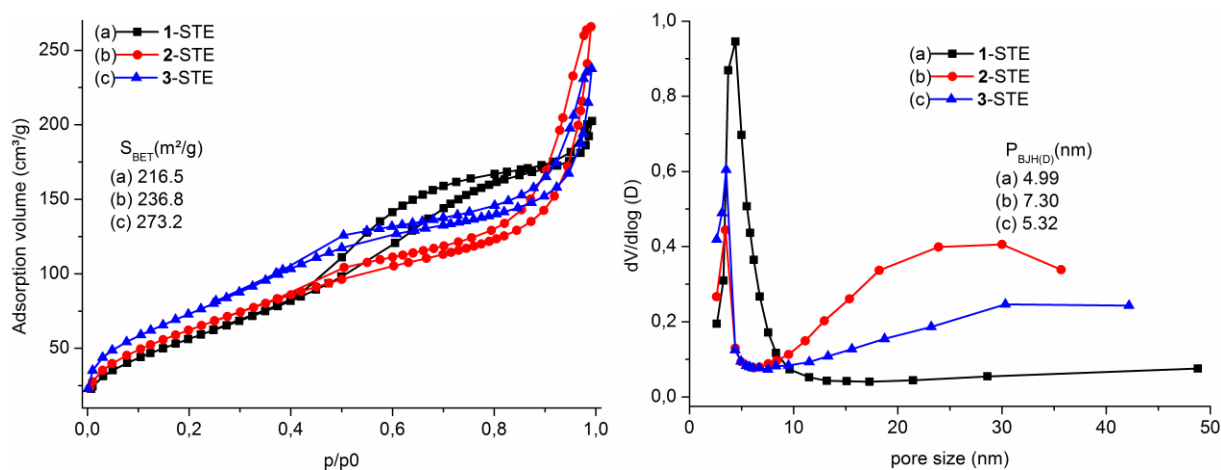 (a) 1-STE
(b) 2-STE
(c) 3-STE
S_BET(m²/g)
(a) 216.5
(b) 236.8
(c) 273.2
Adsorption volume (cm³/g)
250
200
150
100
50
0,0 0,2 0,4 0,6 0,8 1,0
p/p0
(a) 1-STE
(b) 2-STE
(c) 3-STE
P_BJH(D)(nm)
(a) 4.99
(b) 7.30
(c) 5.32
dV/dlog (D)
1,0
0,8
0,6
0,4
0,2
0,0
0 10 20 30 40 50
pore size (nm)